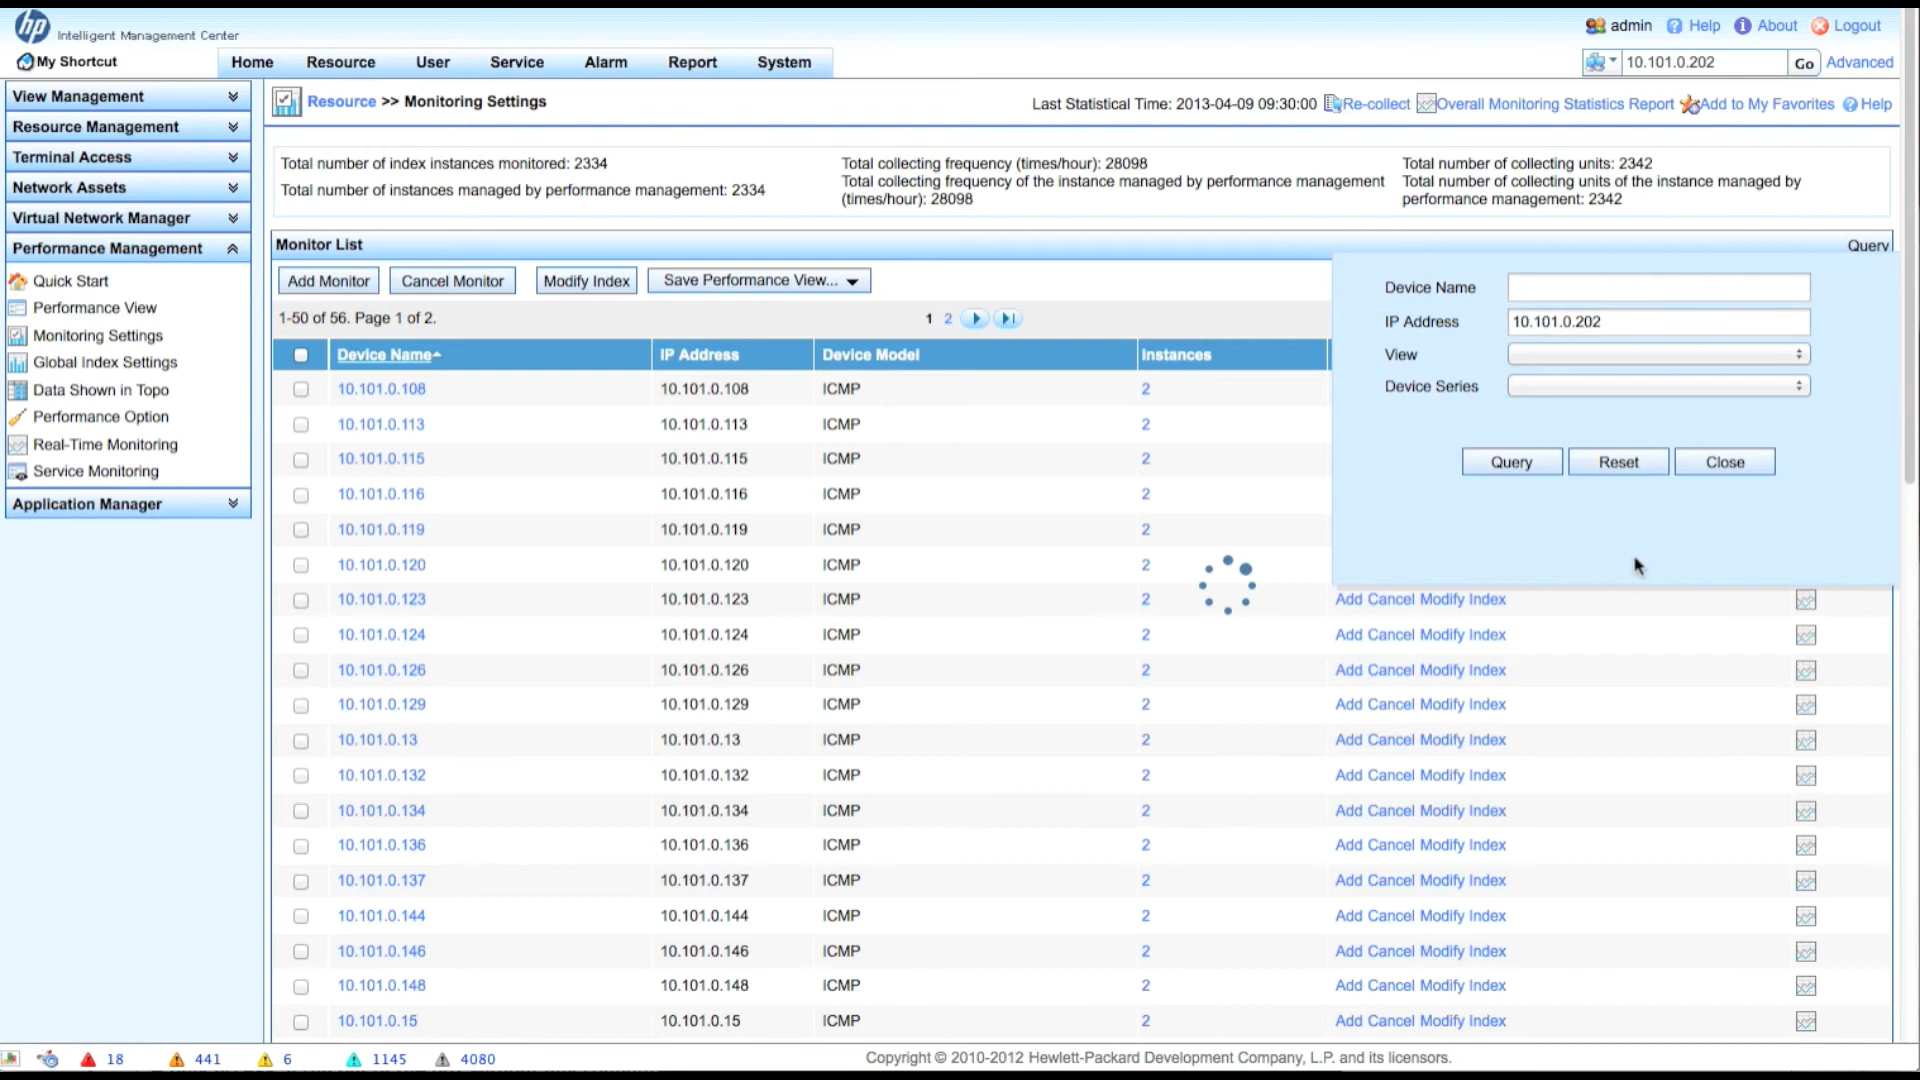 hp Intelligent Management Center
admin Help About Logout
My Shortcut
Home Resource User Service Alarm Report System
10.101.0.202 Go Advanced
View Management
Resource Management
Terminal Access
Network Assets
Virtual Network Manager
Performance Management
Quick Start
Performance View
Monitoring Settings
Global Index Settings
Data Shown in Topo
Performance Option
Real-Time Monitoring
Service Monitoring
Application Manager
Resource >> Monitoring Settings
Last Statistical Time: 2013-04-09 09:30:00 Re-collect Overall Monitoring Statistics Report Add to My Favorites Help
Total number of index instances monitored: 2334
Total number of instances managed by performance management: 2334
Total collecting frequency (times/hour): 28098
Total collecting frequency of the instance managed by performance management
(times/hour): 28098
Total number of collecting units: 2342
Total number of collecting units of the instance managed by
performance management: 2342
Monitor List Query
Add Monitor Cancel Monitor Modify Index Save Performance View...
1-50 of 56. Page 1 of 2. 1 2
Device Name
IP Address 10.101.0.202
View
Device Series
Query Reset Close
Device Name IP Address Device Model Instances
10.101.0.108 10.101.0.108 ICMP 2
10.101.0.113 10.101.0.113 ICMP 2
10.101.0.115 10.101.0.115 ICMP 2
10.101.0.116 10.101.0.116 ICMP 2
10.101.0.119 10.101.0.119 ICMP 2
10.101.0.120 10.101.0.120 ICMP 2
10.101.0.123 10.101.0.123 ICMP 2 Add Cancel Modify Index
10.101.0.124 10.101.0.124 ICMP 2 Add Cancel Modify Index
10.101.0.126 10.101.0.126 ICMP 2 Add Cancel Modify Index
10.101.0.129 10.101.0.129 ICMP 2 Add Cancel Modify Index
10.101.0.13 10.101.0.13 ICMP 2 Add Cancel Modify Index
10.101.0.132 10.101.0.132 ICMP 2 Add Cancel Modify Index
10.101.0.134 10.101.0.134 ICMP 2 Add Cancel Modify Index
10.101.0.136 10.101.0.136 ICMP 2 Add Cancel Modify Index
10.101.0.137 10.101.0.137 ICMP 2 Add Cancel Modify Index
10.101.0.144 10.101.0.144 ICMP 2 Add Cancel Modify Index
10.101.0.146 10.101.0.146 ICMP 2 Add Cancel Modify Index
10.101.0.148 10.101.0.148 ICMP 2 Add Cancel Modify Index
10.101.0.15 10.101.0.15 ICMP 2 Add Cancel Modify Index
18 441 6 1145 4080 Copyright © 2010-2012 Hewlett-Packard Development Company, L.P. and its licensors.